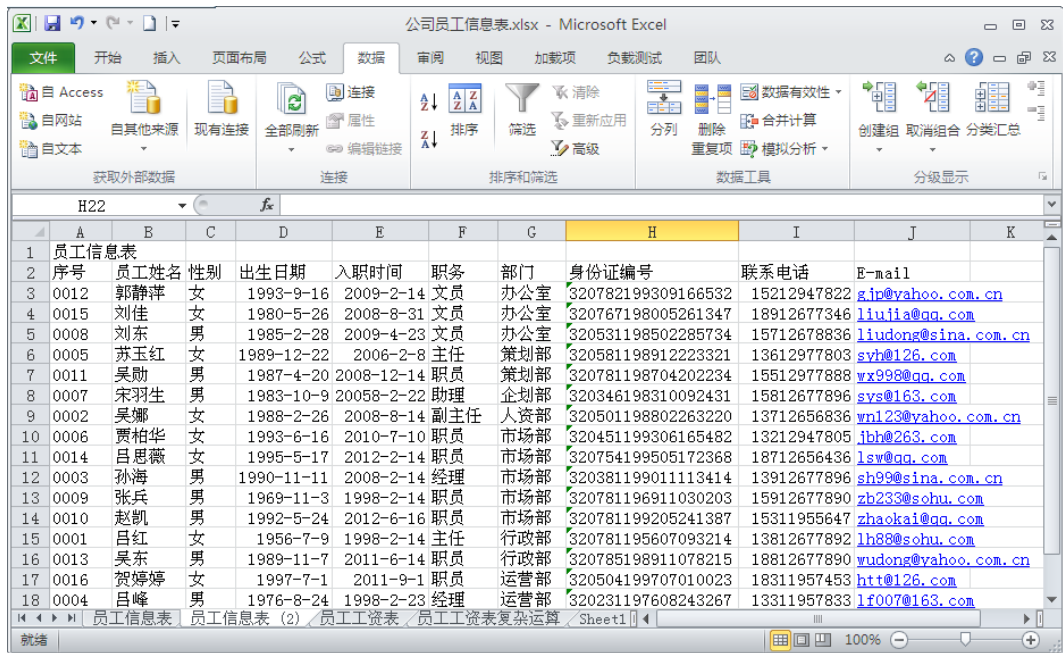 公司员工信息表.xlsx - Microsoft Excel
文件 开始 插入 页面布局 公式 数据 审阅 视图 加载项 负载测试 团队
自 Access
自网站
自文本
自其他来源
现有连接
获取外部数据
全部刷新
连接
属性
编辑链接
连接
排序
筛选
清除
重新应用
高级
排序和筛选
分列
删除
重复项
数据有效性
合并计算
模拟分析
数据工具
创建组 取消组合 分类汇总
分级显示
H22 fx
A B C D E F G H I J K
1 员工信息表
2 序号 员工姓名 性别 出生日期 入职时间 职务 部门 身份证编号 联系电话 E-mail
3 0012 郭静萍 女 1993-9-16 2009-2-14 文员 办公室 320782199309166532 15212947822 gjp@yahoo.com.cn
4 0015 刘佳 女 1980-5-26 2008-8-31 文员 办公室 320767198005261347 18912677346 liujia@qq.com
5 0008 刘东 男 1985-2-28 2009-4-23 文员 办公室 320531198502285734 15712678836 liudong@sina.com.cn
6 0005 苏玉红 女 1989-12-22 2006-2-8 主任 策划部 320581198912223321 13612977803 syh@126.com
7 0011 吴勋 男 1987-4-20 2008-12-14 职员 策划部 320781198704202234 15512977888 wx998@qq.com
8 0007 宋羽生 男 1983-10-9 20058-2-22 助理 企划部 320346198310092431 15812677896 sys@163.com
9 0002 吴娜 女 1988-2-26 2008-8-14 副主任 人资部 320501198802263220 13712656836 wn123@yahoo.com.cn
10 0006 贾柏华 女 1993-6-16 2010-7-10 职员 市场部 320451199306165482 13212947805 jbh@263.com
11 0014 吕思薇 女 1995-5-17 2012-2-14 职员 市场部 320754199505172368 18712656436 lsw@qq.com
12 0003 孙海 男 1990-11-11 2008-2-14 经理 市场部 320381199011113414 13912677896 sh99@sina.com.cn
13 0009 张兵 男 1969-11-3 1998-2-14 职员 市场部 320781196911030203 15912677890 zb233@sohu.com
14 0010 赵凯 男 1992-5-24 2012-6-16 职员 市场部 320781199205241387 15311955647 zhaokai@qq.com
15 0001 吕红 女 1956-7-9 1998-2-14 主任 行政部 320781195607093214 13812677892 lh88@sohu.com
16 0013 吴东 男 1989-11-7 2011-6-14 职员 行政部 320785198911078215 18812677890 wudong@yahoo.com.cn
17 0016 贺婷婷 女 1997-7-1 2011-9-1 职员 运营部 320504199707010023 18311957453 htt@126.com
18 0004 吕峰 男 1976-8-24 1998-2-23 经理 运营部 320231197608243267 13311957833 lf007@163.com
员工信息表 员工信息表 (2) 员工工资表 员工工资表复杂运算 Sheet1
就绪 100%